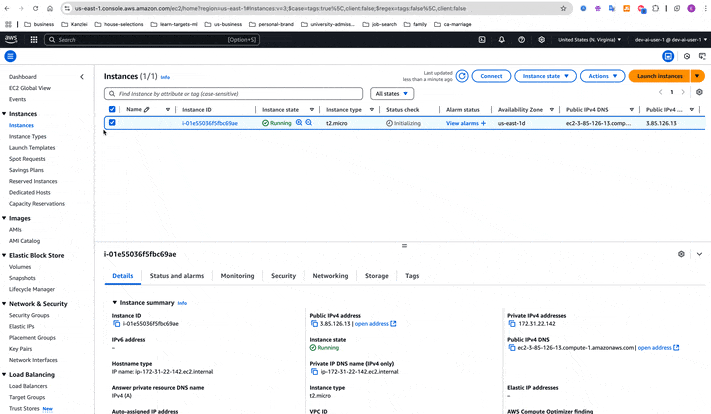 us-east-1.console.aws.amazon.com/ec2/home?region=us-east-1#Instances:v=3;$case=tags:true%5C,client:false;$regex=tags:false%5C,client:false
business
Kanzlei
house-selections
learn-targets-ml
us-business
personal-brand
university-admiss...
job-search
family
ca-marriage
aws
Search
[Option+S]
United States (N. Virginia)
dev-ai-user-1 @ dev-ai-user-1
Dashboard
EC2 Global View
Events
Instances
Instances
Instance Types
Launch Templates
Spot Requests
Savings Plans
Reserved Instances
Dedicated Hosts
Capacity Reservations
Images
AMIs
AMI Catalog
Elastic Block Store
Volumes
Snapshots
Lifecycle Manager
Network & Security
Security Groups
Elastic IPs
Placement Groups
Key Pairs
Network Interfaces
Load Balancing
Load Balancers
Target Groups
Trust Stores New
Instances (1/1) Info
Last updated
less than a minute ago
Connect
Instance state
Actions
Launch instances
Find Instance by attribute or tag (case-sensitive)
All states
1
Name
Instance ID
Instance state
Instance type
Status check
Alarm status
Availability Zone
Public IPv4 DNS
Public IPv4 ...
i-01e55036f5fbc69ae
Running
t2.micro
Initializing
View alarms +
us-east-1d
ec2-3-85-126-13.comp...
3.85.126.13
i-01e55036f5fbc69ae
Details
Status and alarms
Monitoring
Security
Networking
Storage
Tags
Instance summary Info
Instance ID
i-01e55036f5fbc69ae
Public IPv4 address
3.85.126.13 | open address
Private IPv4 addresses
172.31.22.142
IPv6 address
–
Instance state
Running
Public IPv4 DNS
ec2-3-85-126-13.compute-1.amazonaws.com | open address
Hostname type
IP name: ip-172-31-22-142.ec2.internal
Private IP DNS name (IPv4 only)
ip-172-31-22-142.ec2.internal
Answer private resource DNS name
IPv4 (A)
Instance type
t2.micro
Elastic IP addresses
–
Auto-assigned IP address
VPC ID
AWS Compute Optimizer finding